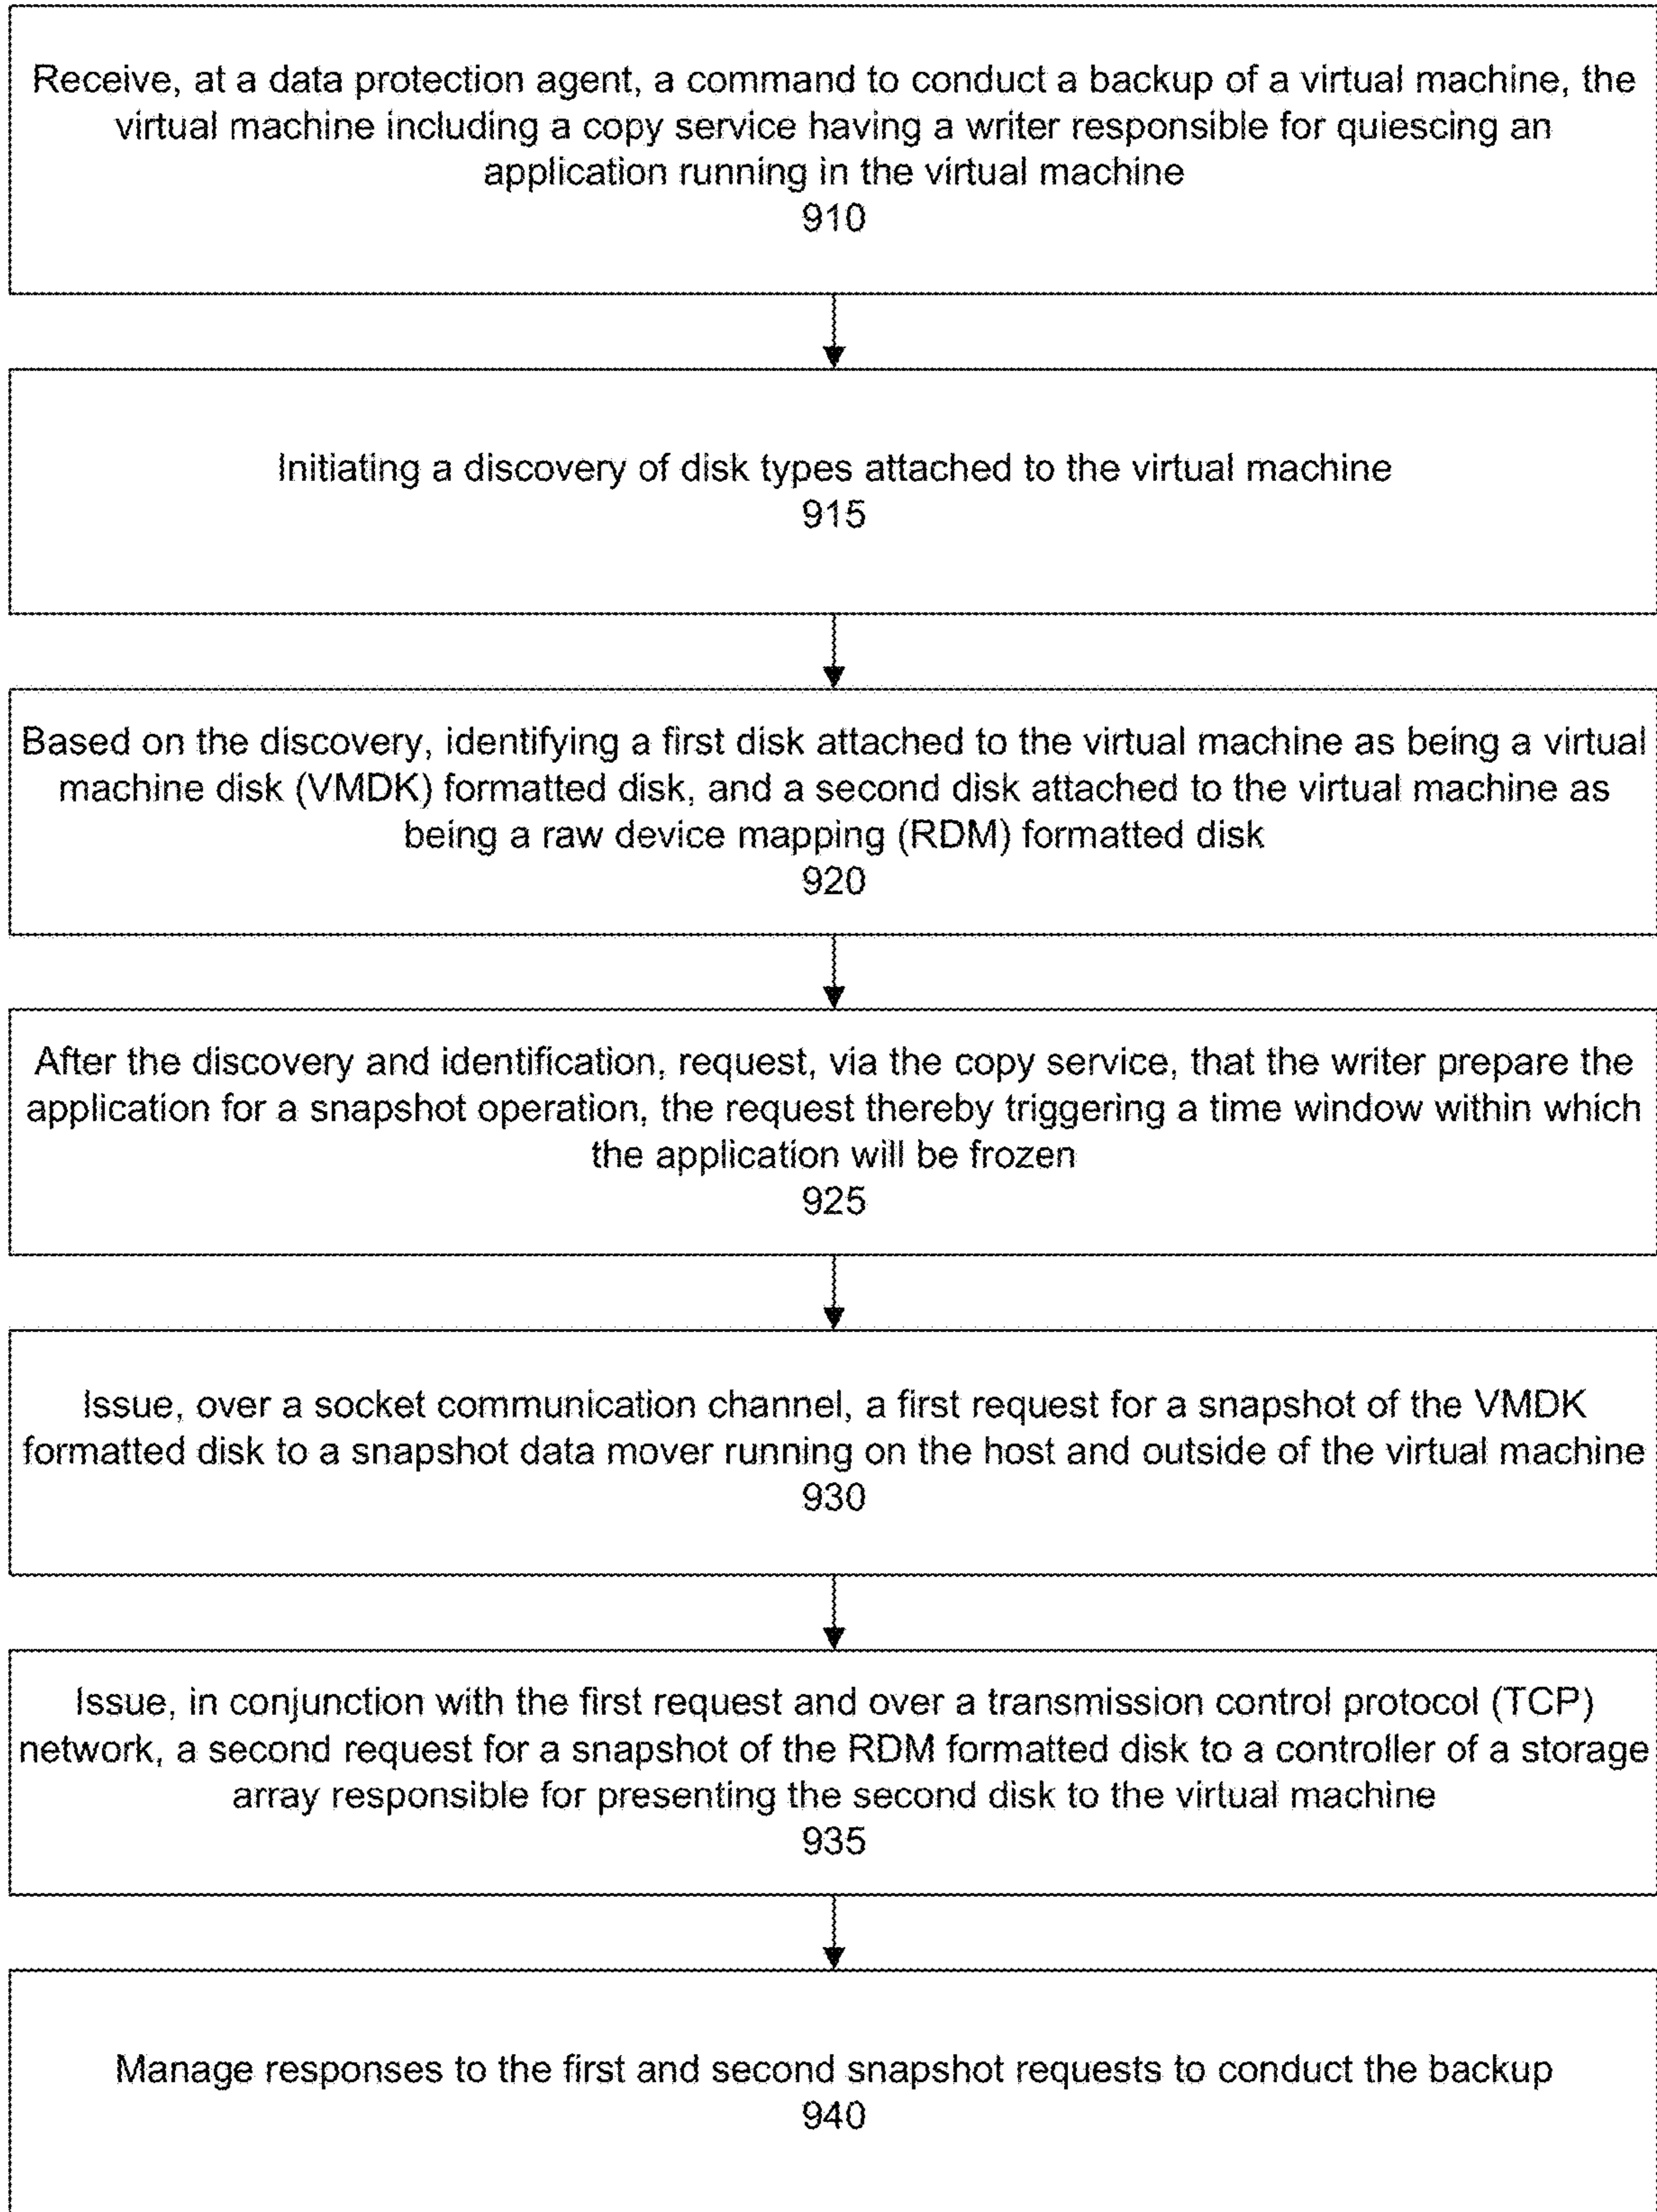 Receive, at a data protection agent, a command to conduct a backup of a virtual machine, the
virtual machine including a copy service having a writer responsible for quiescing an
application running in the virtual machine
910
Initiating a discovery of disk types attached to the virtual machine
915
Based on the discovery, identifying a first disk attached to the virtual machine as being a virtual
machine disk (VMDK) formatted disk, and a second disk attached to the virtual machine as
being a raw device mapping (RDM) formatted disk
920
After the discovery and identification, request, via the copy service, that the writer prepare the
application for a snapshot operation, the request thereby triggering a time window within which
the application will be frozen
925
Issue, over a socket communication channel, a first request for a snapshot of the VMDK
formatted disk to a snapshot data mover running on the host and outside of the virtual machine
930
Issue, in conjunction with the first request and over a transmission control protocol (TCP)
network, a second request for a snapshot of the RDM formatted disk to a controller of a storage
array responsible for presenting the second disk to the virtual machine
935
Manage responses to the first and second snapshot requests to conduct the backup
940